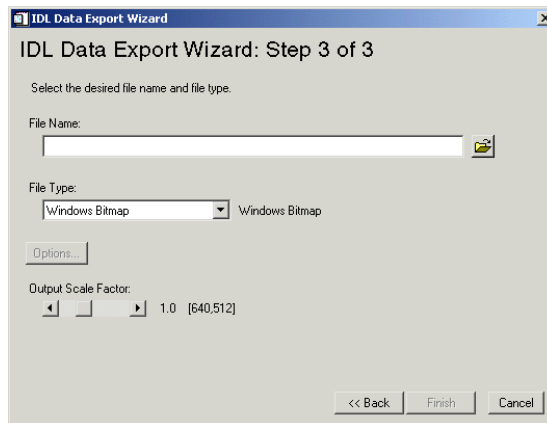 IDL Data Export Wizard
IDL Data Export Wizard: Step 3 of 3
Select the desired file name and file type.
File Name:
File Type:
Windows Bitmap Windows Bitmap
Options...
Output Scale Factor:
1.0 [640,512]
<< Back Finish Cancel